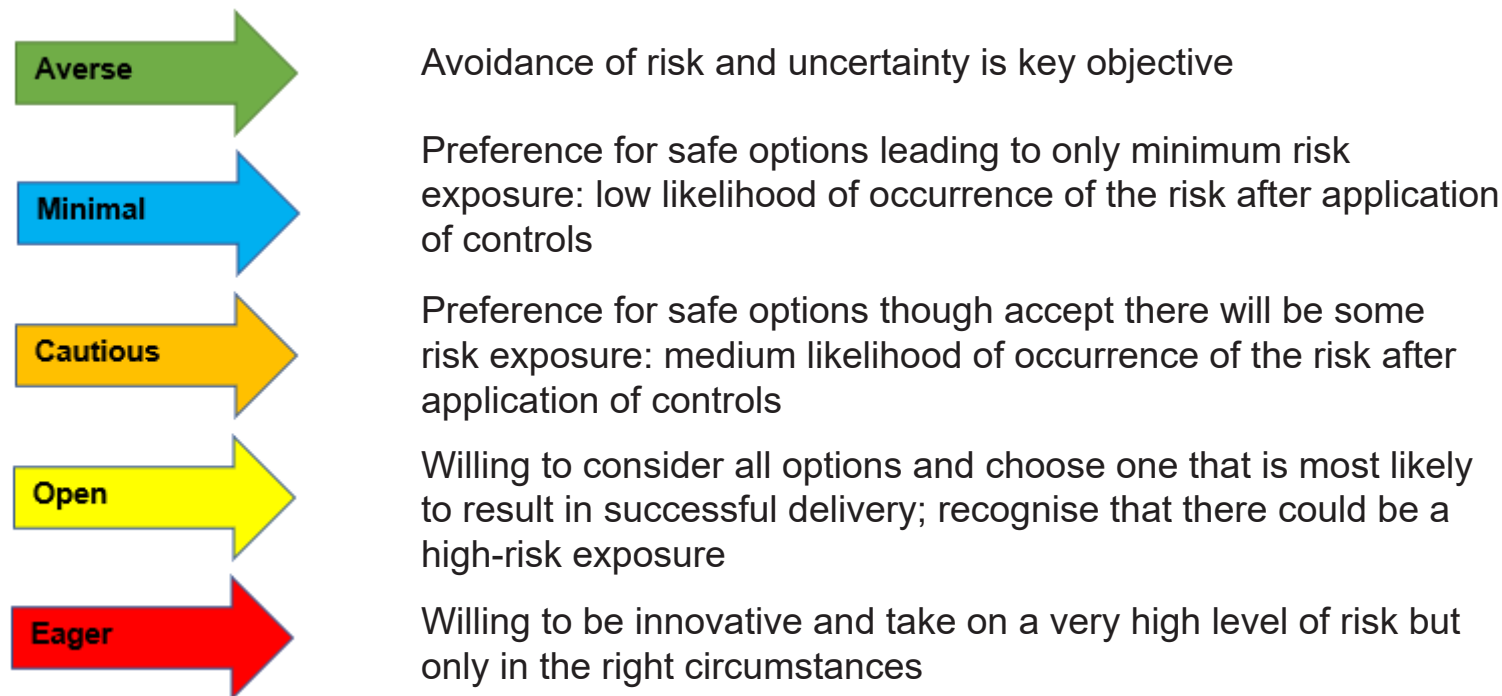 Averse
Avoidance of risk and uncertainty is key objective
Minimal
Preference for safe options leading to only minimum risk
exposure: low likelihood of occurrence of the risk after application
of controls
Cautious
Preference for safe options though accept there will be some
risk exposure: medium likelihood of occurrence of the risk after
application of controls
Open
Willing to consider all options and choose one that is most likely
to result in successful delivery; recognise that there could be a
high-risk exposure
Eager
Willing to be innovative and take on a very high level of risk but
only in the right circumstances